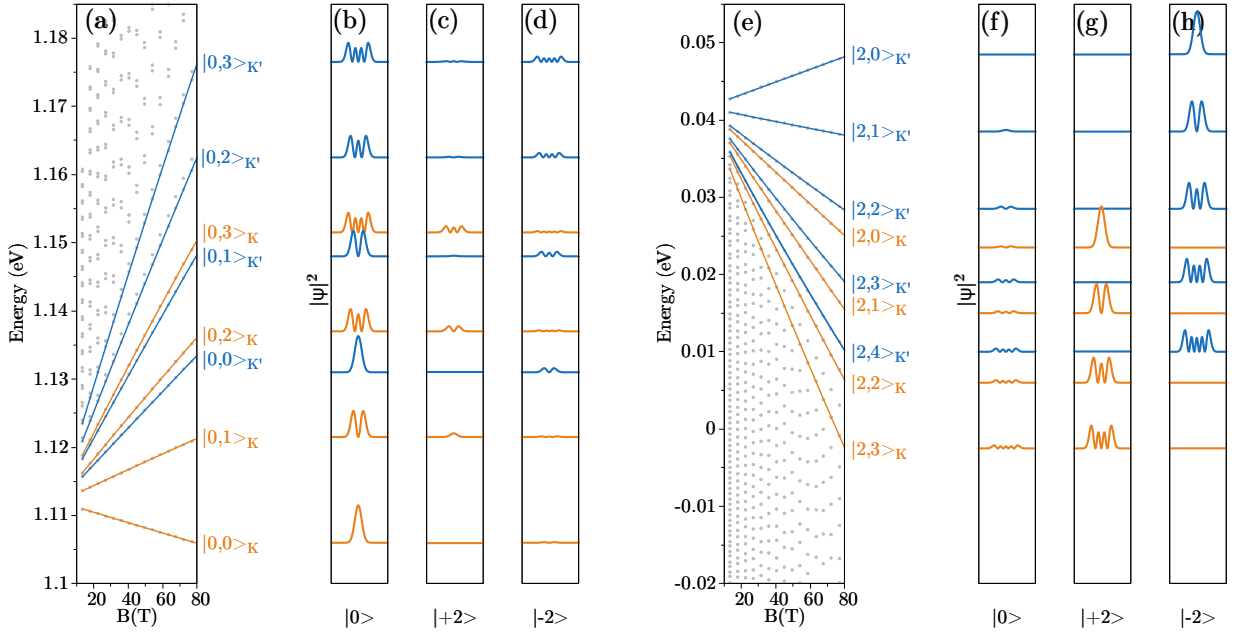 (a)
1.18
1.17
1.16
1.15
1.14
1.13
1.12
1.11
1.1
Energy (eV)
20 40 60 80
B(T)
|0,3>K'
|0,2>K'
|0,3>K
|0,1>K'
|0,2>K
|0,0>K'
|0,1>K
|0,0>K
|ψ|²
(b)
|0>
(c)
|+2>
(d)
|-2>
(e)
0.05
0.04
0.03
0.02
0.01
0
-0.01
-0.02
Energy (eV)
20 40 60 80
B(T)
|2,0>K'
|2,1>K'
|2,2>K'
|2,0>K
|2,3>K'
|2,1>K
|2,4>K'
|2,2>K
|2,3>K
|ψ|²
(f)
|0>
(g)
|+2>
(h)
|-2>